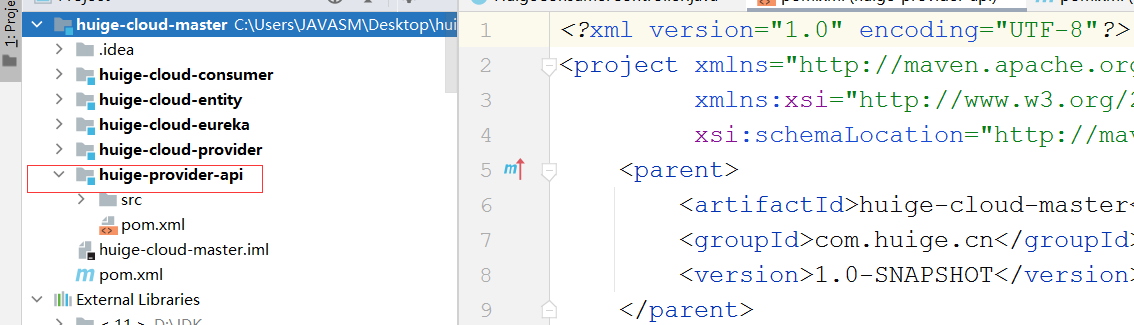 1: Project
huige-cloud-master C:\Users\JAVASM\Desktop\hui
.idea
huige-cloud-consumer
huige-cloud-entity
huige-cloud-eureka
huige-cloud-provider
huige-provider-api
src
pom.xml
huige-cloud-master.iml
pom.xml
External Libraries
< 11 > D:\JDK
1 <?xml version="1.0" encoding="UTF-8"?>
2 <project xmlns="http://maven.apache.org
3 xmlns:xsi="http://www.w3.org/2
4 xsi:schemaLocation="http://mav
5 <parent>
6 <artifactId>huige-cloud-master<
7 <groupId>com.huige.cn</groupId>
8 <version>1.0-SNAPSHOT</version>
9 </parent>